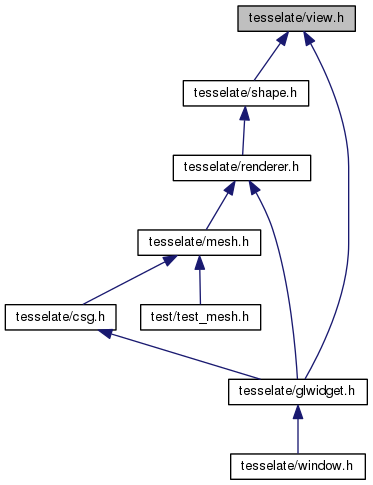 tesselate/view.h
tesselate/shape.h
tesselate/renderer.h
tesselate/mesh.h
tesselate/csg.h
test/test_mesh.h
tesselate/glwidget.h
tesselate/window.h